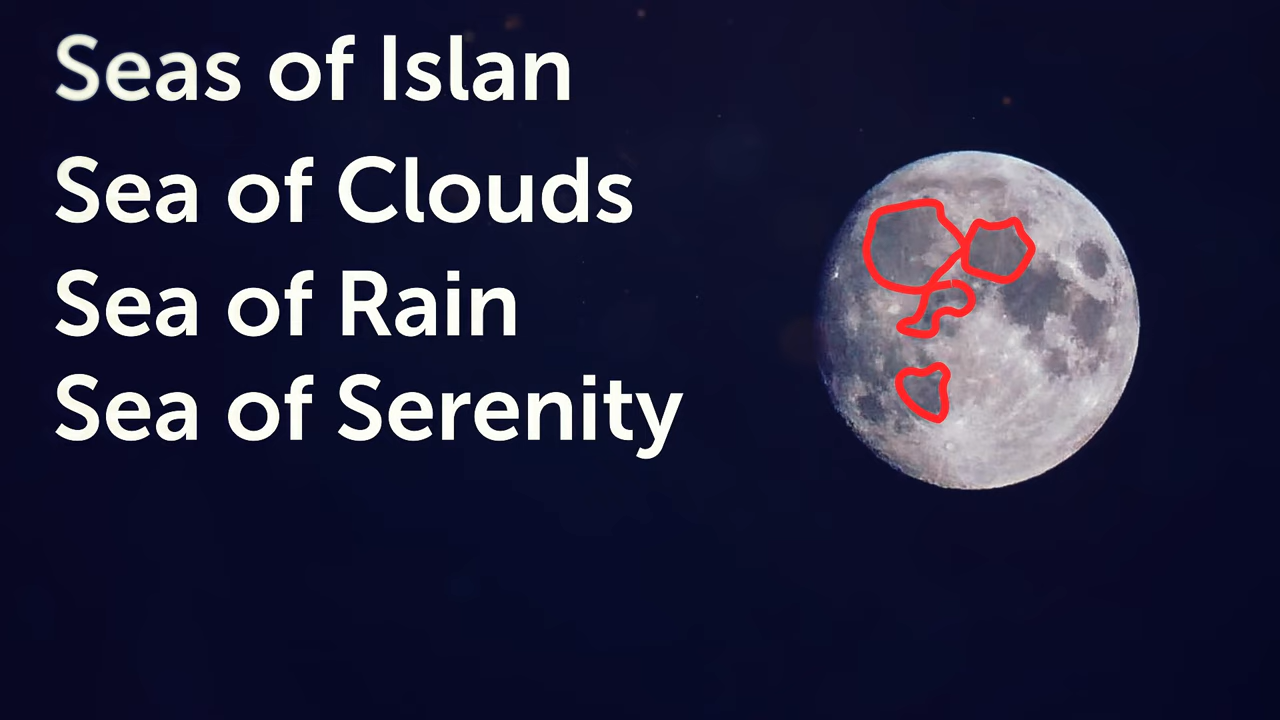 Seas of Islan
Sea of Clouds
Sea of Rain
Sea of Serenity